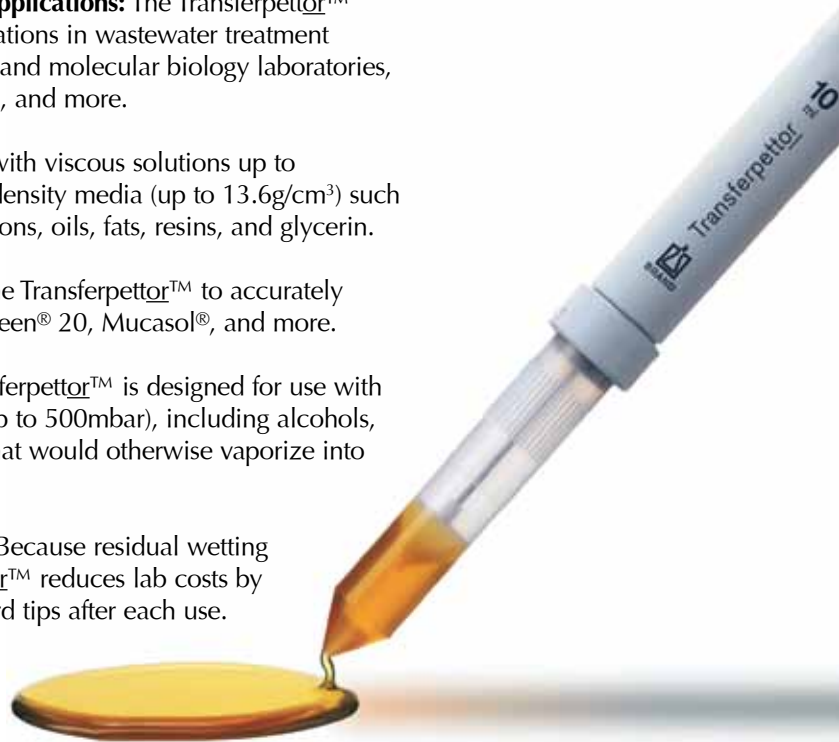 pplications: The Transferpettor™
ations in wastewater treatment
and molecular biology laboratories,
, and more.
with viscous solutions up to
density media (up to 13.6g/cm³) such
ons, oils, fats, resins, and glycerin.
e Transferpettor™ to accurately
een® 20, Mucasol®, and more.
ferpettor™ is designed for use with
p to 500mbar), including alcohols,
at would otherwise vaporize into
Because residual wetting
r™ reduces lab costs by
d tips after each use.
10
ml
Transferpettor
BRAND